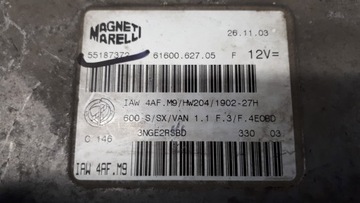 MAGNETI
MARELLI
26.11.03
55187372 61600.627.05 F 12V=
IAW 4AF.M9/HW204/1902-27H
600 S/SX/VAN 1.1 F.3/F.4EOBD
3NGE2RSBD 330 03
C 146
IAW 4AF.M9